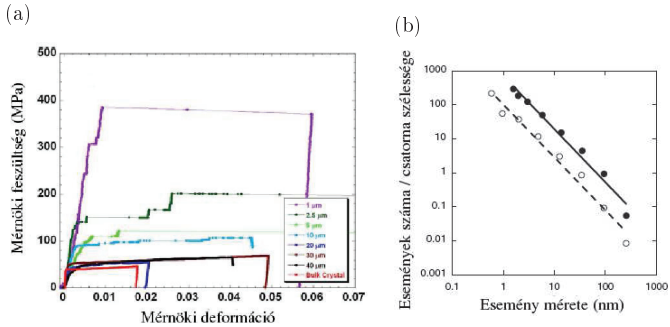 (a)
Mérnöki feszültség (MPa)
500
400
300
200
100
0
0
0.01
0.02
0.03
0.04
0.05
0.06
0.07
Mérnöki deformáció
1 μm
2.5 μm
5 μm
10 μm
20 μm
30 μm
40 μm
Bulk Crystal
(b)
Események száma / csatorna szélessége
1000
100
10
1
0.1
0.01
0.001
0.1
1
10
100
1000
Esemény mérete (nm)